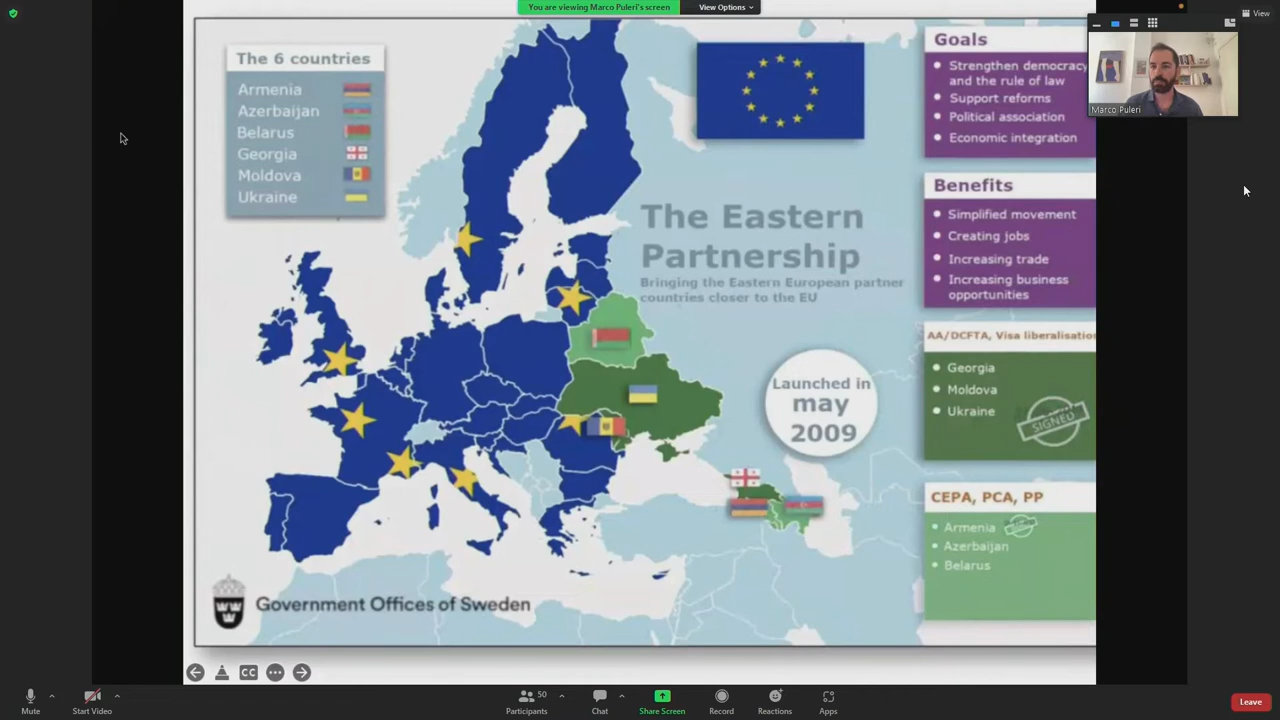 You are viewing Marco Puleri's screen
View Options
View
The 6 countries
Armenia
Azerbaijan
Belarus
Georgia
Moldova
Ukraine
Goals
Strengthen democracy
and the rule of law
Support reforms
Political association
Economic integration
Marco Puleri
Benefits
Simplified movement
Creating jobs
Increasing trade
Increasing business
opportunities
The Eastern
Partnership
Bringing the Eastern European partner
countries closer to the EU
Launched in
may
2009
AA/DCFTA, Visa liberalisation
Georgia
Moldova
Ukraine
SIGNED
CEPA, PCA, PP
Armenia
Azerbaijan
Belarus
Government Offices of Sweden
CC
Mute
Start Video
50
Participants
Chat
Share Screen
Record
Reactions
Apps
Leave